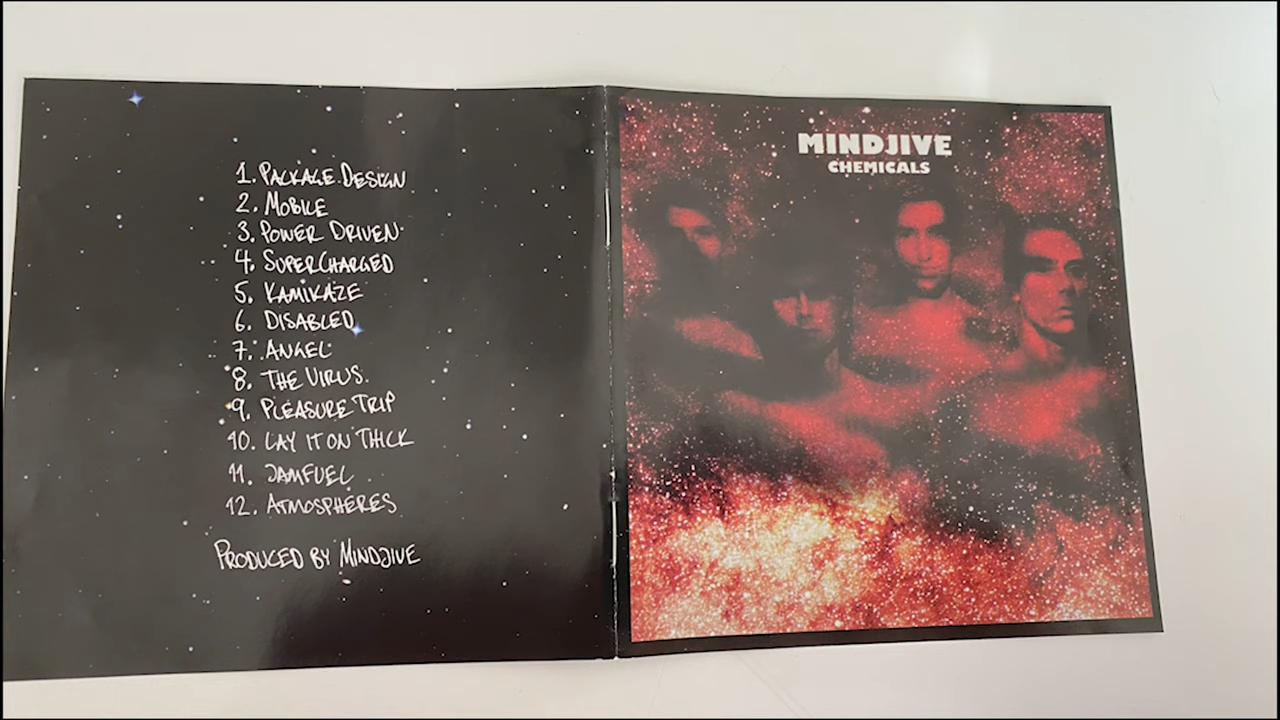 1. PACKAGE DESIGN
2. MOBILE
3. POWER DRIVEN
4. SUPERCHARGED
5. KAMIKAZE
6. DISABLED
7. ANGEL
8. THE VIRUS
9. PLEASURE TRIP
10. LAY IT ON THICK
11. JAMFUEL
12. ATMOSPHERES
PRODUCED BY MINDJIVE
MINDJIVE
CHEMICALS